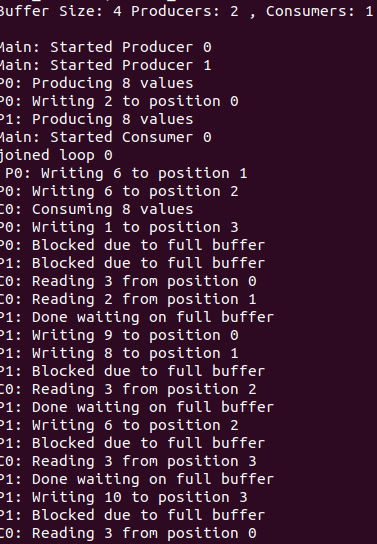 Buffer Size: 4 Producers: 2 , Consumers: 1
Main: Started Producer 0
Main: Started Producer 1
P0: Producing 8 values
P0: Writing 2 to position 0
P1: Producing 8 values
Main: Started Consumer 0
joined loop 0
P0: Writing 6 to position 1
P0: Writing 6 to position 2
C0: Consuming 8 values
P0: Writing 1 to position 3
P0: Blocked due to full buffer
P1: Blocked due to full buffer
C0: Reading 3 from position 0
C0: Reading 2 from position 1
P1: Done waiting on full buffer
P1: Writing 9 to position 0
P1: Writing 8 to position 1
P1: Blocked due to full buffer
C0: Reading 3 from position 2
P1: Done waiting on full buffer
P1: Writing 6 to position 2
P1: Blocked due to full buffer
C0: Reading 3 from position 3
P1: Done waiting on full buffer
P1: Writing 10 to position 3
P1: Blocked due to full buffer
C0: Reading 3 from position 0